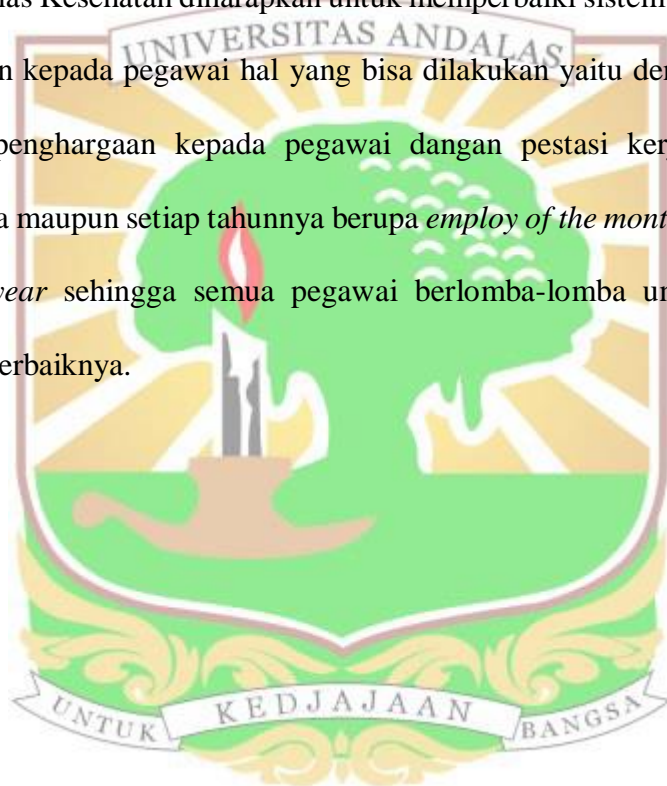 nas Kesehatan diharapkan untuk memperbaiki sistem
UNIVERSITAS ANDALAS
n kepada pegawai hal yang bisa dilakukan yaitu der
penghargaan kepada pegawai dangan pestasi ker
a maupun setiap tahunnya berupa employ of the mont
year sehingga semua pegawai berlomba-lomba un
erbaiknya.
UNTUK KEDJAJAAN BANGSA